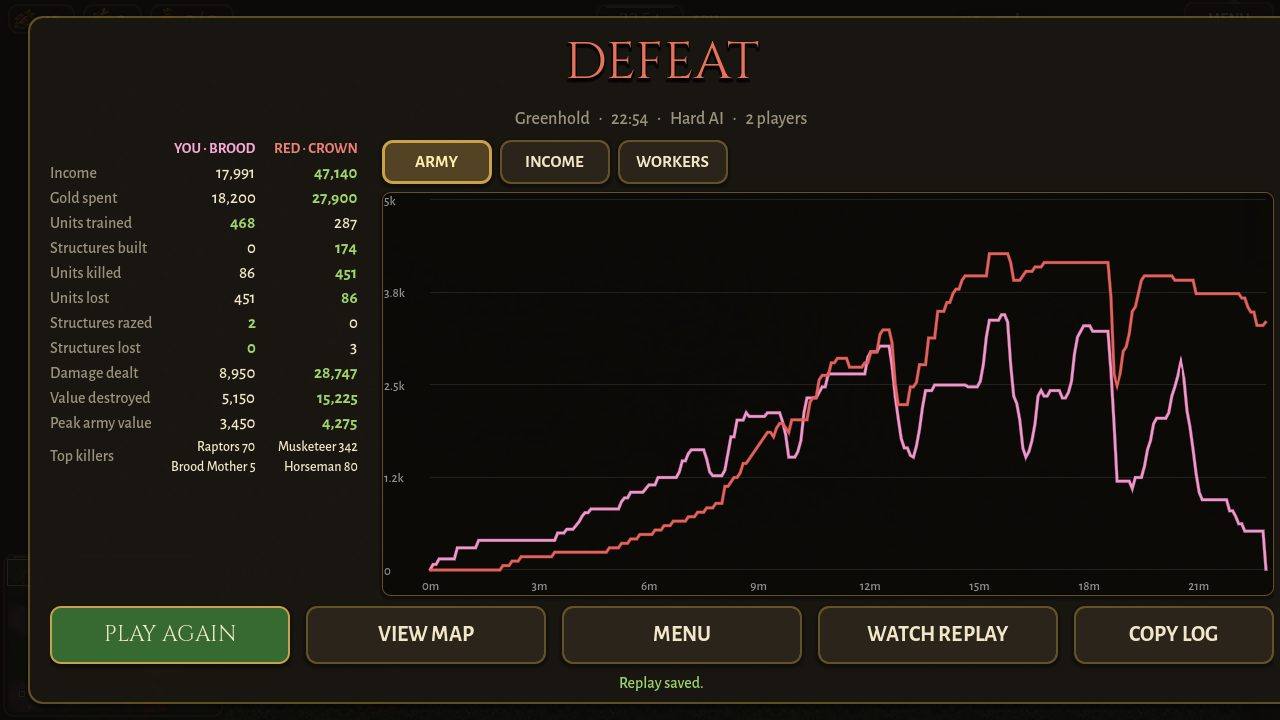 DEFEAT
Greenhold · 22:54 · Hard AI · 2 players
YOU · BROOD RED · CROWN
Income 17,991 47,140
Gold spent 18,200 27,900
Units trained 468 287
Structures built 0 174
Units killed 86 451
Units lost 451 86
Structures razed 2 0
Structures lost 0 3
Damage dealt 8,950 28,747
Value destroyed 5,150 15,225
Peak army value 3,450 4,275
Top killers Raptors 70 Musketeer 342
Brood Mother 5 Horseman 80
ARMY INCOME WORKERS
5k
3.8k
2.5k
1.2k
0
0m 3m 6m 9m 12m 15m 18m 21m
PLAY AGAIN VIEW MAP MENU WATCH REPLAY COPY LOG
Replay saved.